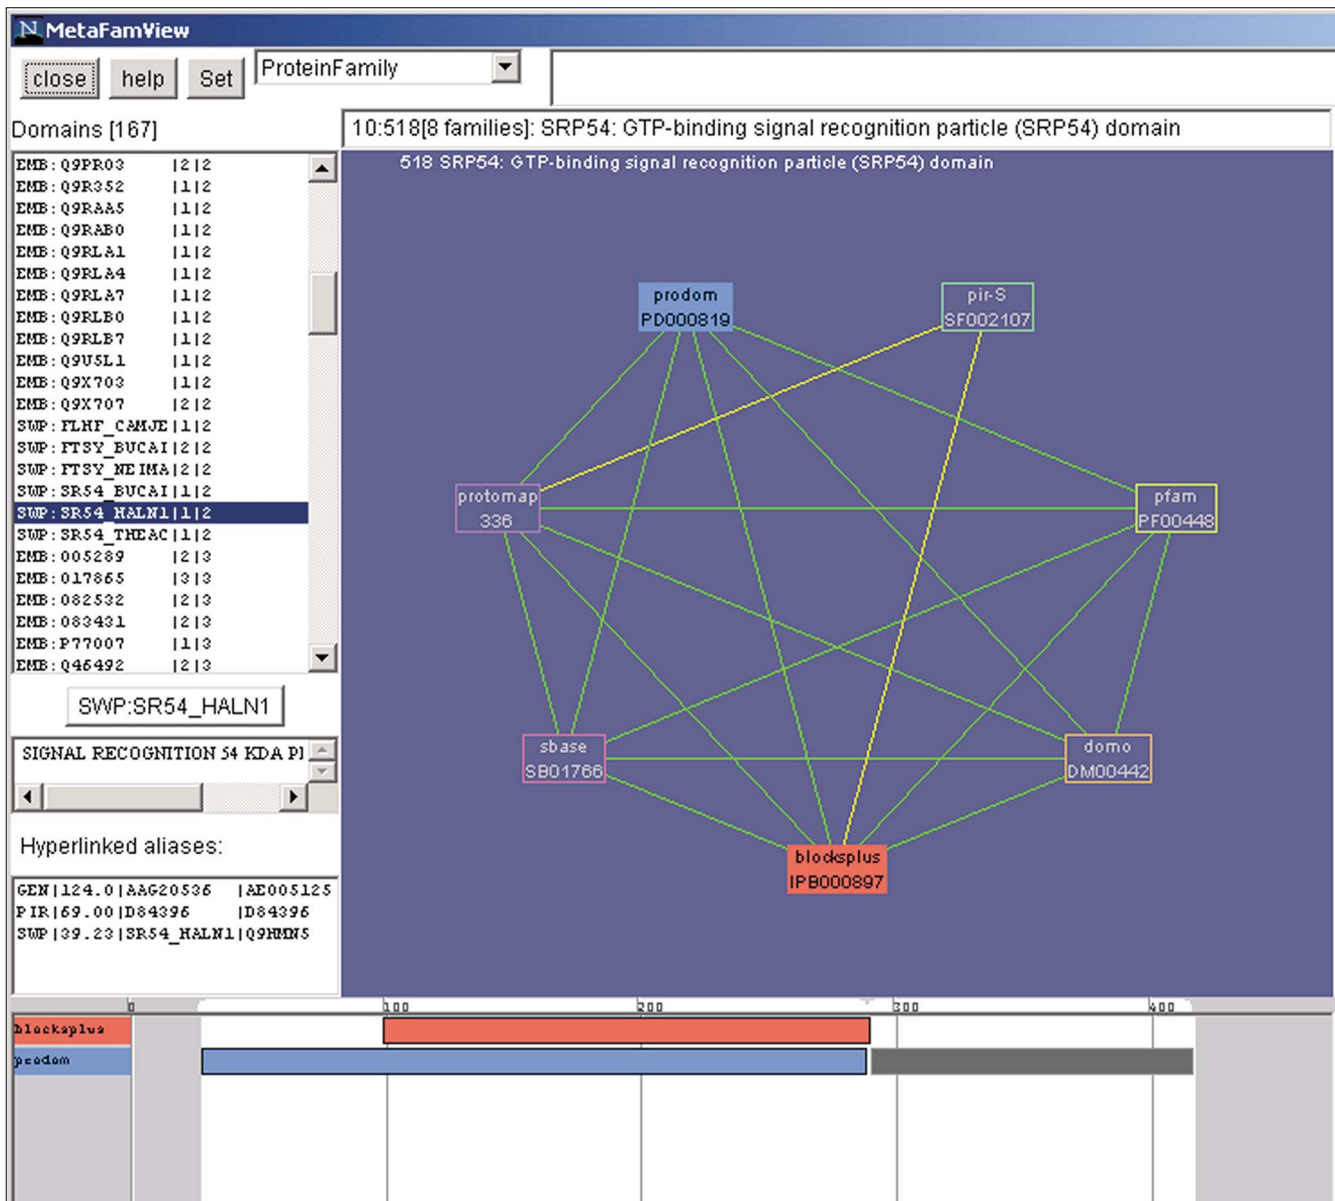 MetaFamView
close help Set ProteinFamily
Domains [167]
10:518[8 families]: SRP54: GTP-binding signal recognition particle (SRP54) domain
EMB:Q9PR03 |2|2
EMB:Q9R352 |1|2
EMB:Q9RAA5 |1|2
EMB:Q9RAB0 |1|2
EMB:Q9RLA1 |1|2
EMB:Q9RLA4 |1|2
EMB:Q9RLA7 |1|2
EMB:Q9RLB0 |1|2
EMB:Q9RLB7 |1|2
EMB:Q9U5L1 |1|2
EMB:Q9X703 |1|2
EMB:Q9X707 |2|2
SWP:FLHF_CAMJE|1|2
SWP:FTSY_BUCAI|2|2
SWP:FTSY_NEIMA|2|2
SWP:SR54_BUCAI|1|2
SWP:SR54_HALN1|1|2
SWP:SR54_THEAC|1|2
EMB:O05289 |2|3
EMB:O17865 |3|3
EMB:O82532 |2|3
EMB:O83431 |2|3
EMB:P77007 |1|3
EMB:Q46492 |2|3
SWP:SR54_HALN1
SIGNAL RECOGNITION 54 KDA PI
Hyperlinked aliases:
GEN|124.0|AAG20536 |AE005125
PIR|69.00|D84396 |D84396
SWP|39.23|SR54_HALN1|Q9HMN5
518 SRP54: GTP-binding signal recognition particle (SRP54) domain
prodom
PD000819
pir-S
SF002107
protomap
336
pfam
PF00448
sbase
SB01766
domo
DM00442
blocksplus
IPB000897
0 100 200 300 400
blocksplus
prodom